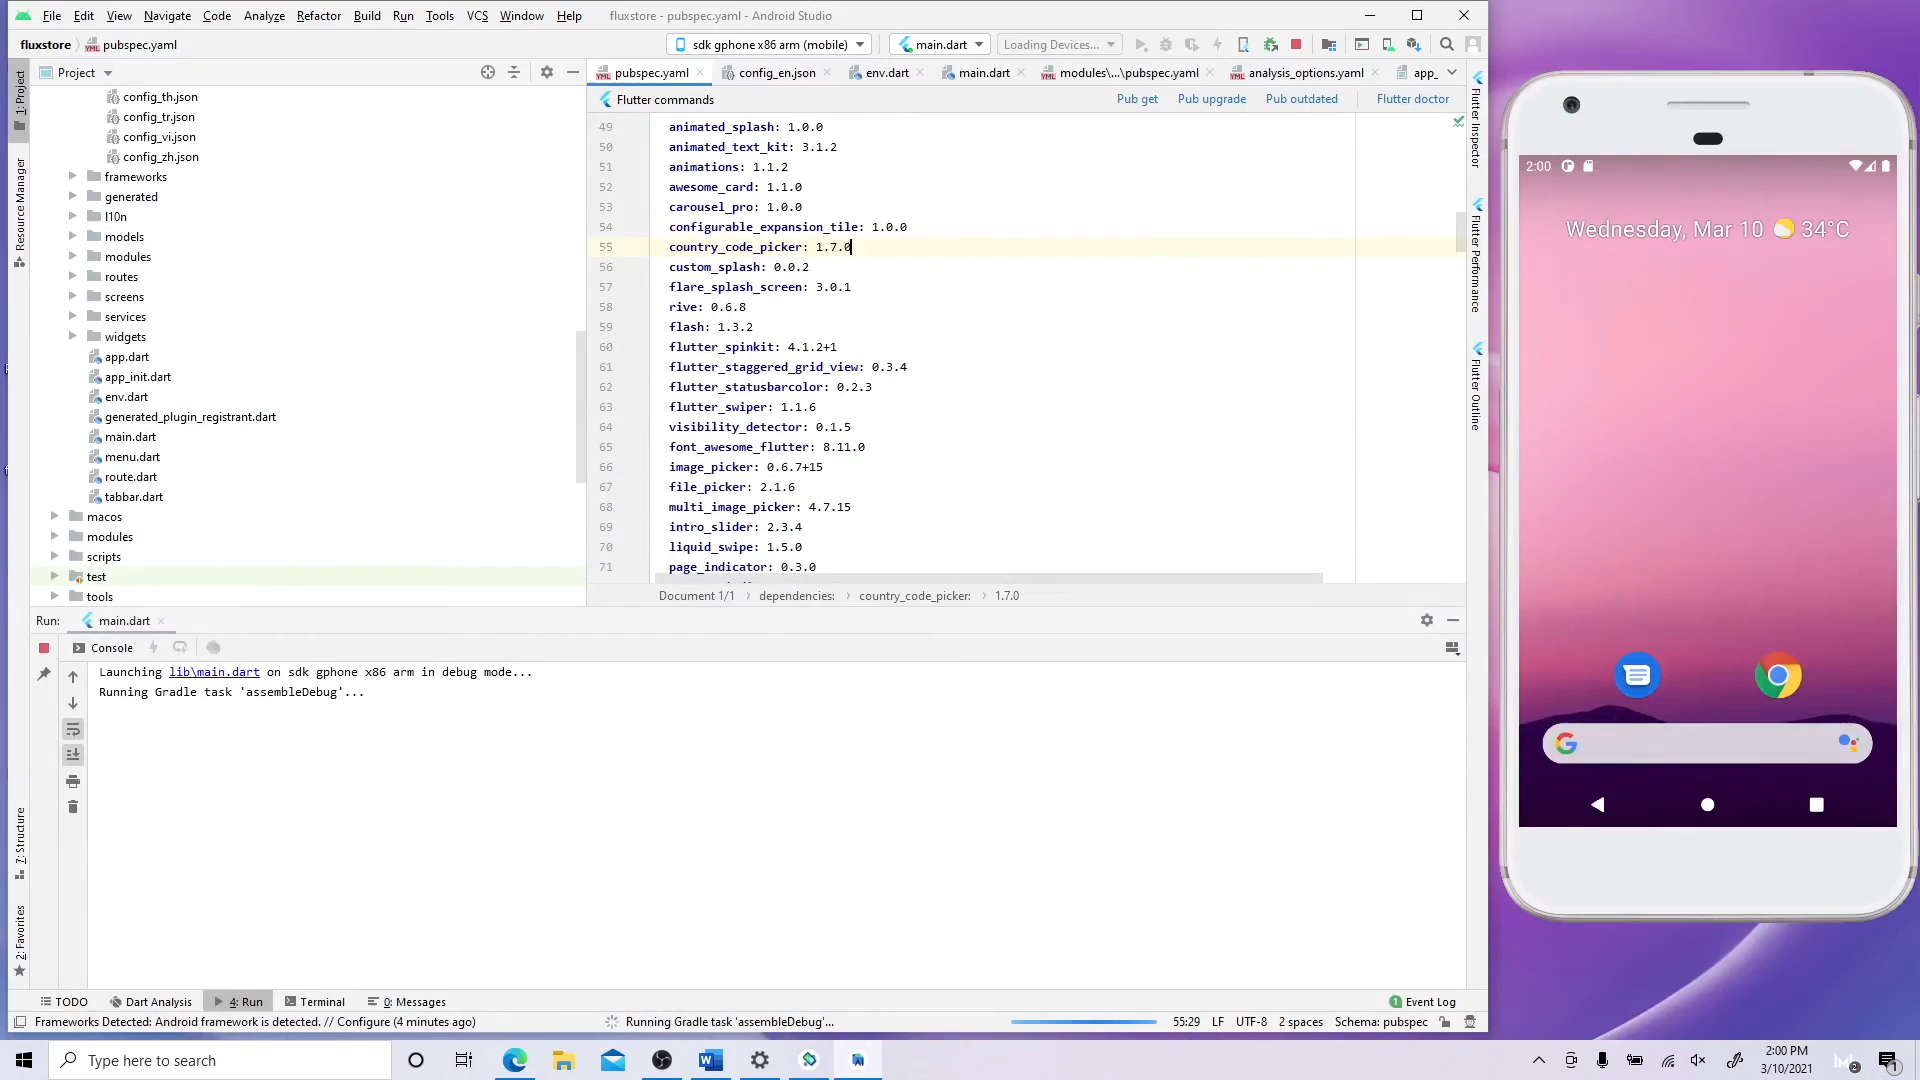 File Edit View Navigate Code Analyze Refactor Build Run Tools VCS Window Help fluxstore - pubspec.yaml - Android Studio
fluxstore pubspec.yaml sdk gphone x86 arm (mobile) main.dart Loading Devices...
Project
pubspec.yaml config_en.json env.dart main.dart modules\...\pubspec.yaml analysis_options.yaml app_
Flutter commands Pub get Pub upgrade Pub outdated Flutter doctor
1: Project
Resource Manager
7: Structure
2: Favorites
config_th.json
config_tr.json
config_vi.json
config_zh.json
frameworks
generated
l10n
models
modules
routes
screens
services
widgets
app.dart
app_init.dart
env.dart
generated_plugin_registrant.dart
main.dart
menu.dart
route.dart
tabbar.dart
macos
modules
scripts
test
tools
49 animated_splash: 1.0.0
50 animated_text_kit: 3.1.2
51 animations: 1.1.2
52 awesome_card: 1.1.0
53 carousel_pro: 1.0.0
54 configurable_expansion_tile: 1.0.0
55 country_code_picker: 1.7.0
56 custom_splash: 0.0.2
57 flare_splash_screen: 3.0.1
58 rive: 0.6.8
59 flash: 1.3.2
60 flutter_spinkit: 4.1.2+1
61 flutter_staggered_grid_view: 0.3.4
62 flutter_statusbarcolor: 0.2.3
63 flutter_swiper: 1.1.6
64 visibility_detector: 0.1.5
65 font_awesome_flutter: 8.11.0
66 image_picker: 0.6.7+15
67 file_picker: 2.1.6
68 multi_image_picker: 4.7.15
69 intro_slider: 2.3.4
70 liquid_swipe: 1.5.0
71 page_indicator: 0.3.0
Document 1/1 dependencies: country_code_picker: 1.7.0
Flutter Inspector
Flutter Performance
Flutter Outline
Run: main.dart
Console
Launching lib\main.dart on sdk gphone x86 arm in debug mode...
Running Gradle task 'assembleDebug'...
TODO Dart Analysis 4: Run Terminal 0: Messages 1 Event Log
Frameworks Detected: Android framework is detected. // Configure (4 minutes ago) Running Gradle task 'assembleDebug'... 55:29 LF UTF-8 2 spaces Schema: pubspec
2:00
Wednesday, Mar 10 34°C
Type here to search
2:00 PM
3/10/2021
2
1